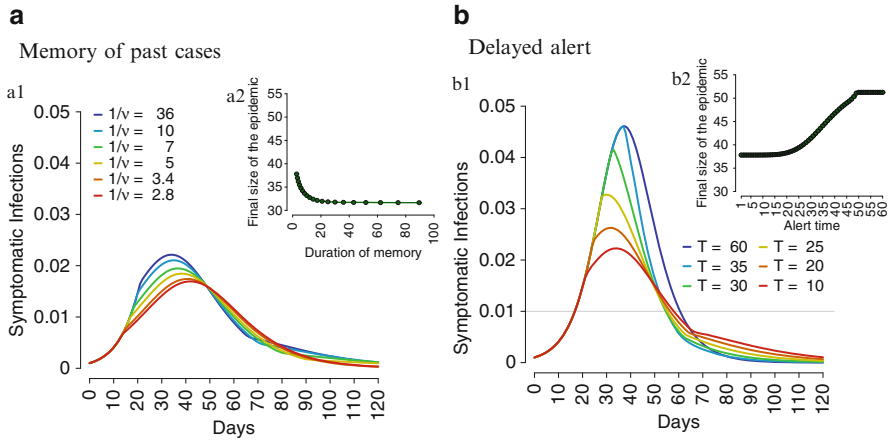 a
Memory of past cases
a1
Symptomatic Infections
0.05
0.04
0.03
0.02
0.01
0
1/ν = 36
1/ν = 10
1/ν = 7
1/ν = 5
1/ν = 3.4
1/ν = 2.8
0 10 20 30 40 50 60 70 80 90 100 110 120
Days
a2
Final size of the epidemic
55
50
45
40
35
30
0 20 40 60 80 100
Duration of memory
b
Delayed alert
b1
Symptomatic Infections
0.05
0.04
0.03
0.02
0.01
0
0 10 20 30 40 50 60 70 80 90 100 110 120
Days
b2
Final size of the epidemic
55
50
45
40
35
30
1 5 10 15 20 25 30 35 40 45 50 55 60
Alert time
T = 60 T = 25
T = 35 T = 20
T = 30 T = 10